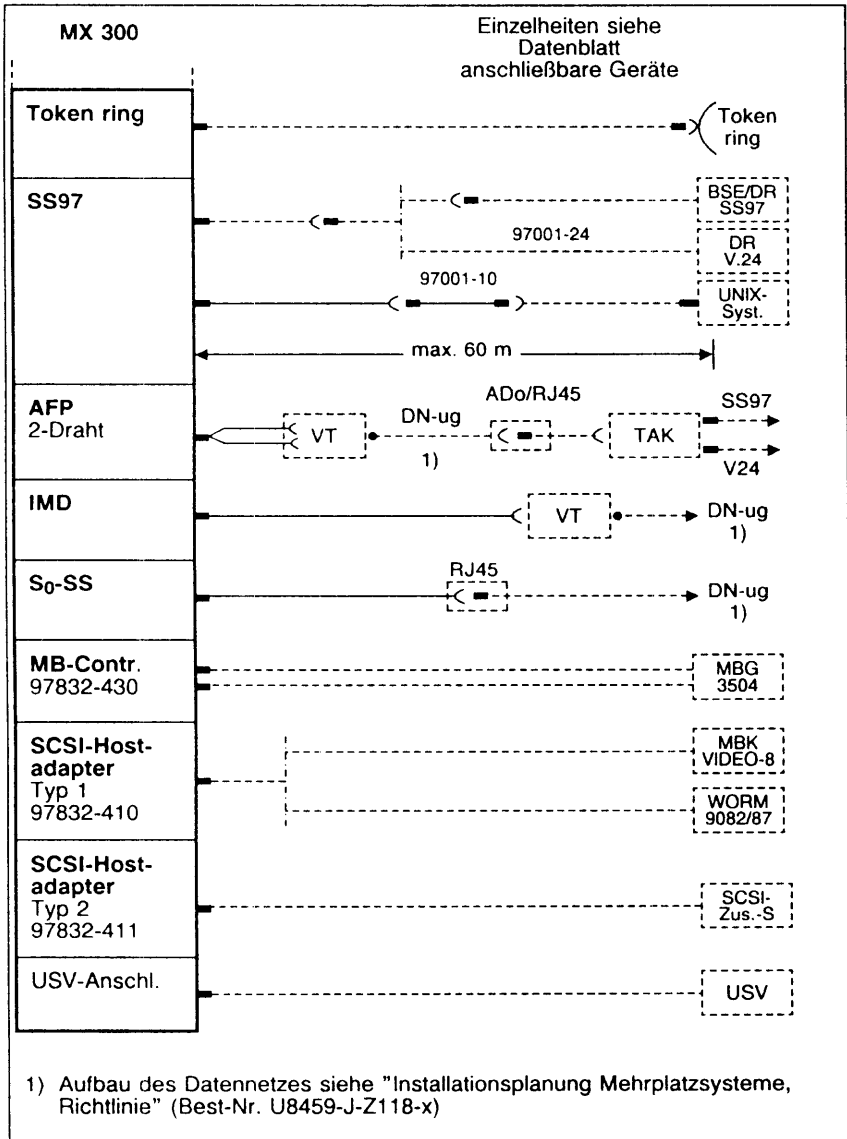 MX 300
Einzelheiten siehe
Datenblatt
anschließbare Geräte
Token ring
Token
ring
SS97
BSE/DR
SS97
97001-24
DR
V.24
97001-10
UNIX-
Syst.
max. 60 m
AFP
2-Draht
VT
DN-ug
1)
ADo/RJ45
TAK
SS97
V24
IMD
VT
DN-ug
1)
S₀-SS
RJ45
DN-ug
1)
MB-Contr.
97832-430
MBG
3504
SCSI-Host-
adapter
Typ 1
97832-410
MBK
VIDEO-8
WORM
9082/87
SCSI-Host-
adapter
Typ 2
97832-411
SCSI-
Zus.-S
USV-Anschl.
USV
1) Aufbau des Datennetzes siehe "Installationsplanung Mehrplatzsysteme,
Richtlinie" (Best-Nr. U8459-J-Z118-x)